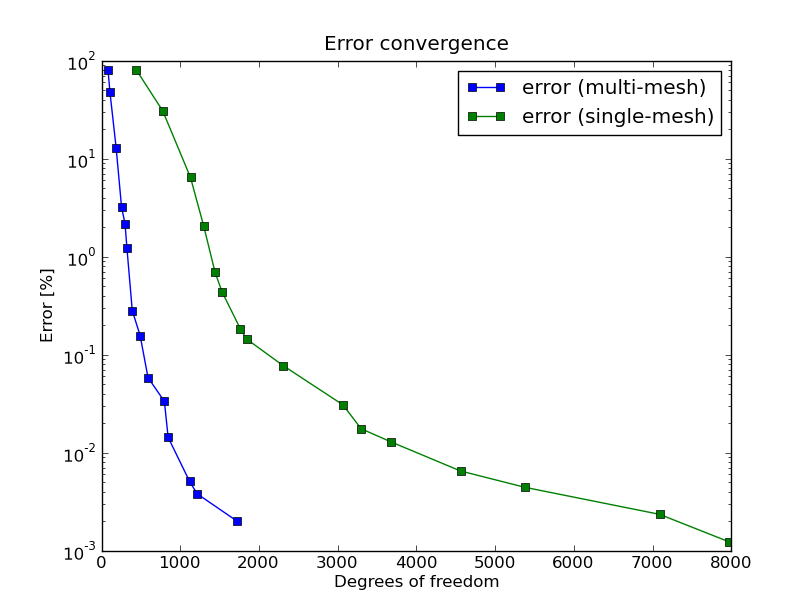 Error convergence
error (multi-mesh)
error (single-mesh)
10^2
10^1
10^0
10^-1
10^-2
10^-3
Error [%]
0 1000 2000 3000 4000 5000 6000 7000 8000
Degrees of freedom